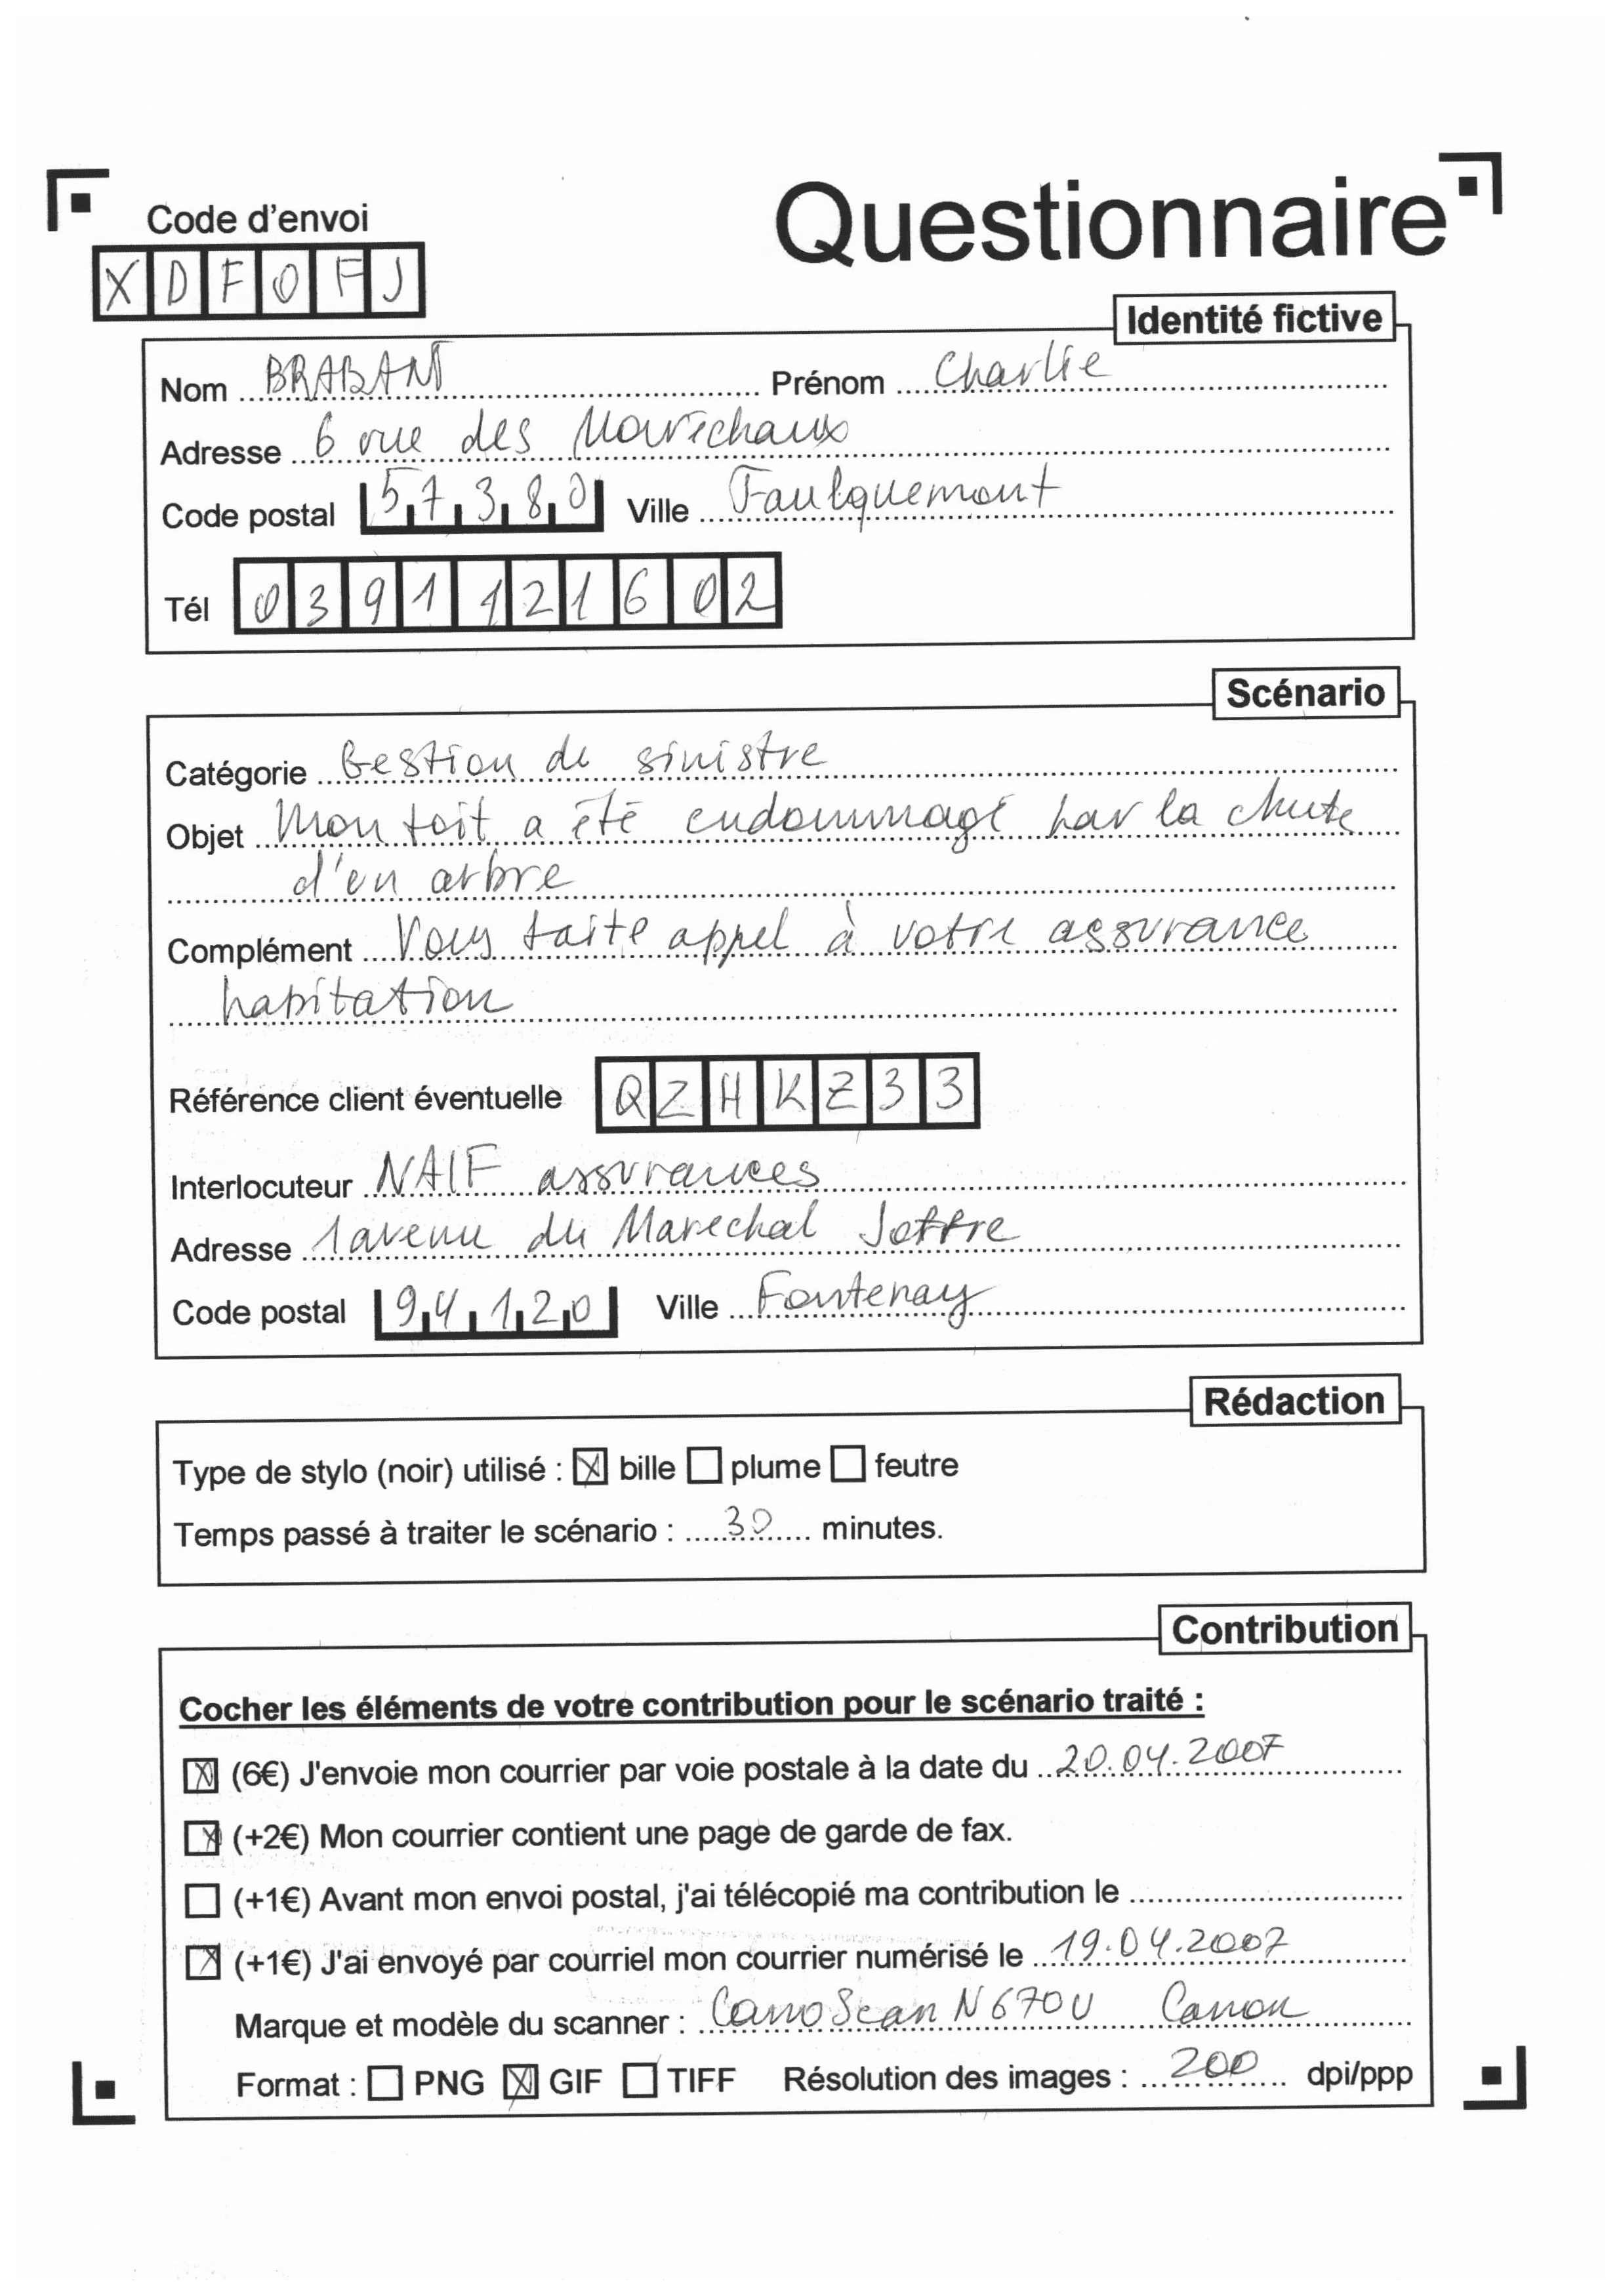 Questionnaire
Code d'envoi
XDFOFJ
Identité fictive
Nom BRABANT Prénom Charlie
Adresse 6 rue des Maréchaux
Code postal 57380 Ville Faulquemont
Tél 0391121602
Scénario
Catégorie Gestion de sinistre
Objet Mon toit a été endommagé par la chute
d'en arbre
Complément Vous faite appel à votre assurance
habitation
Référence client éventuelle QZHKZ33
Interlocuteur NAIF assurances
Adresse 1 avenu du Marechal Joffre
Code postal 94120 Ville Fontenay
Rédaction
Type de stylo (noir) utilisé : ☒ bille ☐ plume ☐ feutre
Temps passé à traiter le scénario : 30 minutes.
Contribution
Cocher les éléments de votre contribution pour le scénario traité :
☒ (6€) J'envoie mon courrier par voie postale à la date du 20.04.2007
☒ (+2€) Mon courrier contient une page de garde de fax.
☐ (+1€) Avant mon envoi postal, j'ai télécopié ma contribution le
☒ (+1€) J'ai envoyé par courriel mon courrier numérisé le 19.04.2007
Marque et modèle du scanner : CanoScan N670U Canon
Format : ☐ PNG ☒ GIF ☐ TIFF Résolution des images : 200 dpi/ppp